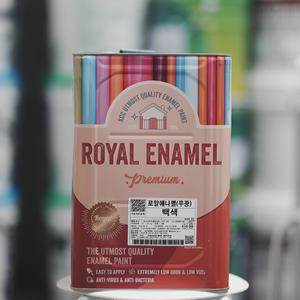 KCC UTMOST QUALITY ENAMEL PAINT
ROYAL ENAMEL
Premium
로얄에나멜(무광)
백색
THE UTMOST QUALITY
ENAMEL PAINT
EASY TO APPLY EXTREMELY LOW ODOR & LOW VOCs
ANTI-VIRUS & ANTI-BACTERIA